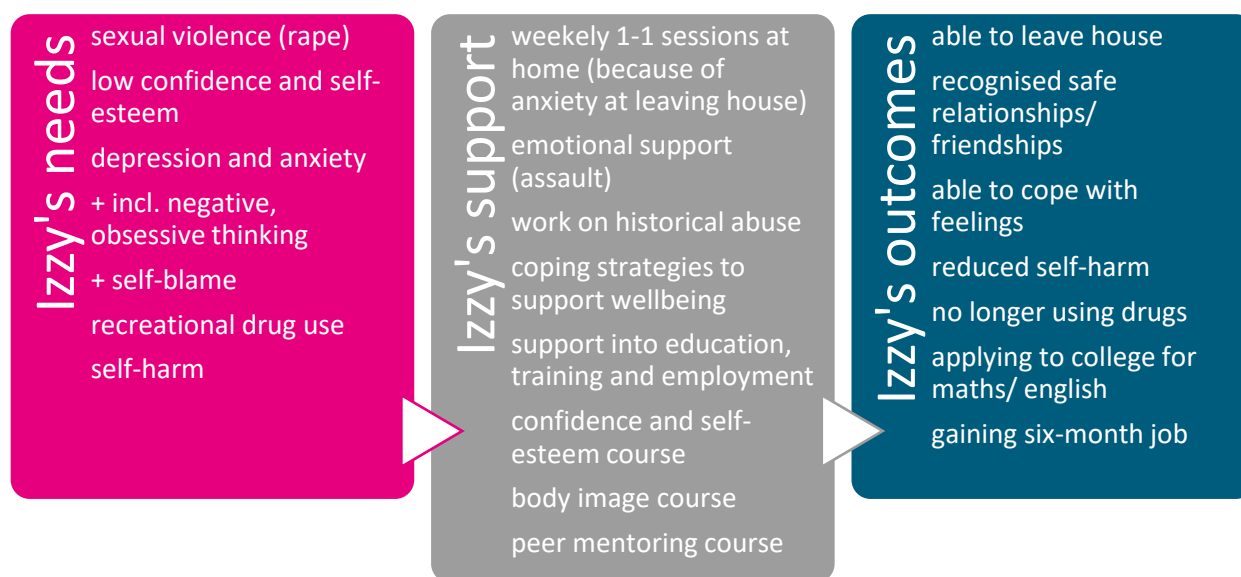 Izzy's needs
sexual violence (rape)
low confidence and self-
esteem
depression and anxiety
+ incl. negative,
obsessive thinking
+ self-blame
recreational drug use
self-harm
Izzy's support
weekely 1-1 sessions at
home (because of
anxiety at leaving house)
emotional support
(assault)
work on historical abuse
coping strategies to
support wellbeing
support into education,
training and employment
confidence and self-
esteem course
body image course
peer mentoring course
Izzy's outcomes
able to leave house
recognised safe
relationships/
friendships
able to cope with
feelings
reduced self-harm
no longer using drugs
applying to college for
maths/ english
gaining six-month job